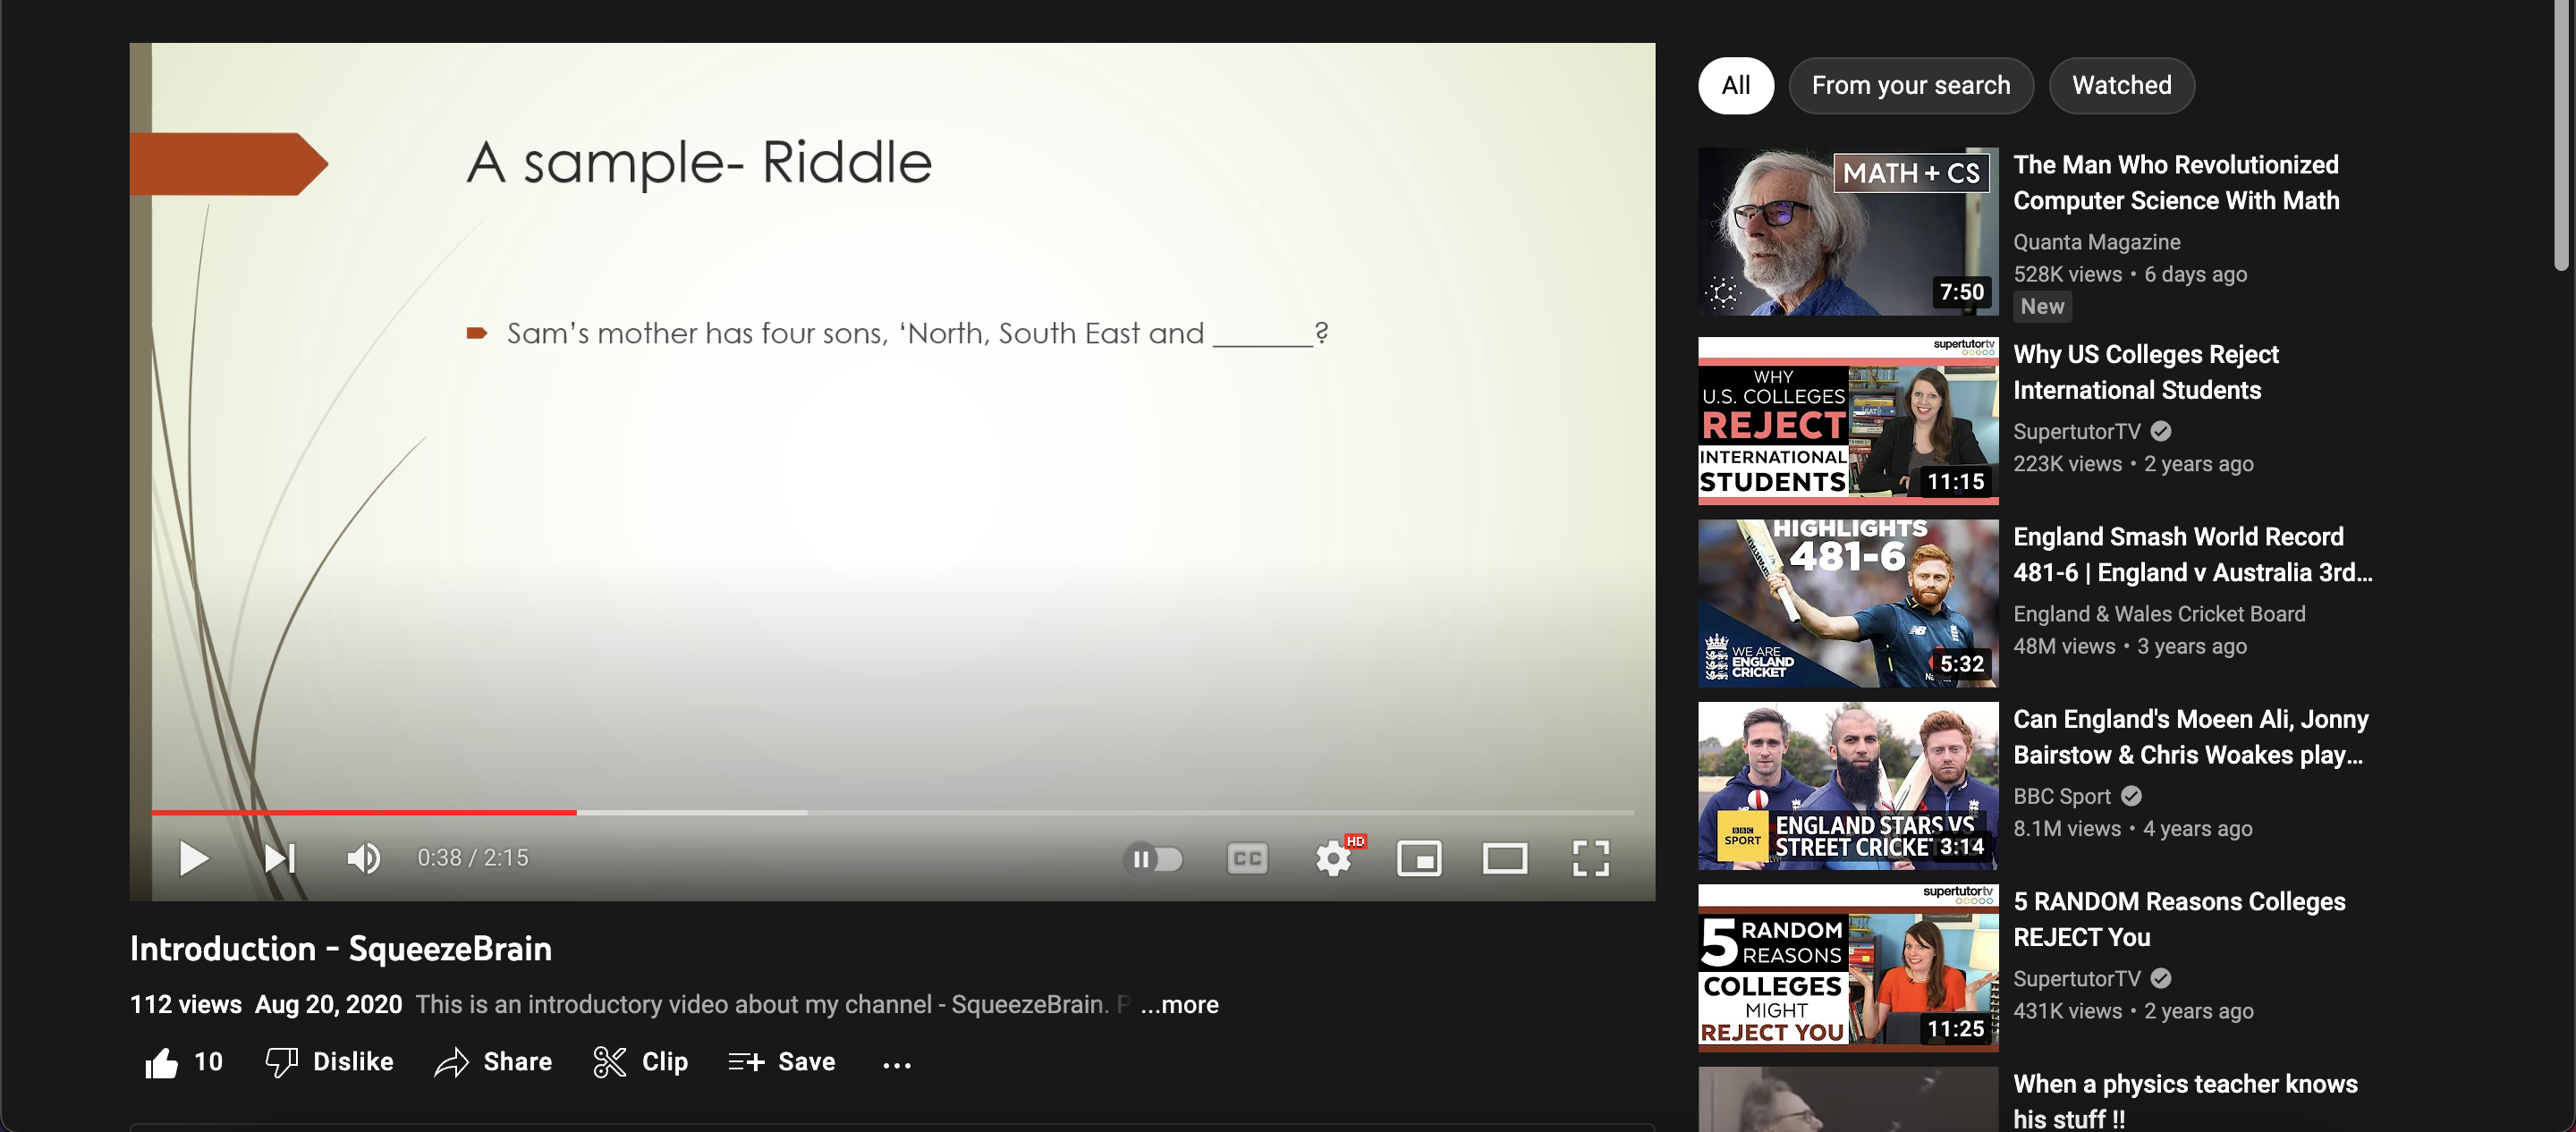 A sample- Riddle
Sam's mother has four sons, 'North, South East and _______?
0:38 / 2:15
CC
HD
Introduction - SqueezeBrain
112 views Aug 20, 2020 This is an introductory video about my channel - SqueezeBrain. P ...more
10 Dislike Share Clip Save ...
All From your search Watched
MATH + CS
7:50
The Man Who Revolutionized
Computer Science With Math
Quanta Magazine
528K views • 6 days ago
New
supertutortv
WHY
U.S. COLLEGES
REJECT
INTERNATIONAL
STUDENTS
SAT
11:15
Why US Colleges Reject
International Students
SupertutorTV
223K views • 2 years ago
HIGHLIGHTS
481-6
NB
WE ARE
ENGLAND
CRICKET
5:32
England Smash World Record
481-6 | England v Australia 3rd...
England & Wales Cricket Board
48M views • 3 years ago
BBC
SPORT
ENGLAND STARS VS
STREET CRICKE
3:14
Can England's Moeen Ali, Jonny
Bairstow & Chris Woakes play...
BBC Sport
8.1M views • 4 years ago
supertutortv
5 RANDOM
REASONS
COLLEGES
MIGHT
REJECT YOU
11:25
5 RANDOM Reasons Colleges
REJECT You
SupertutorTV
431K views • 2 years ago
When a physics teacher knows
his stuff !!